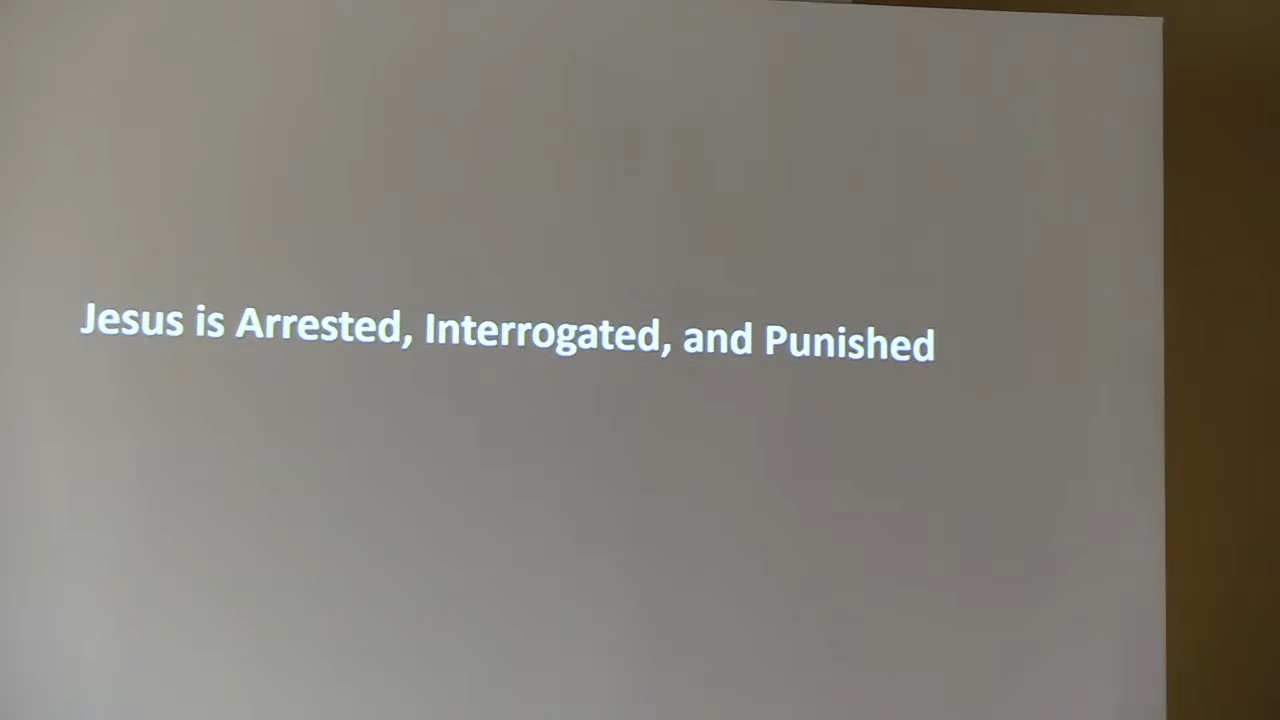 Jesus is Arrested, Interrogated, and Punished